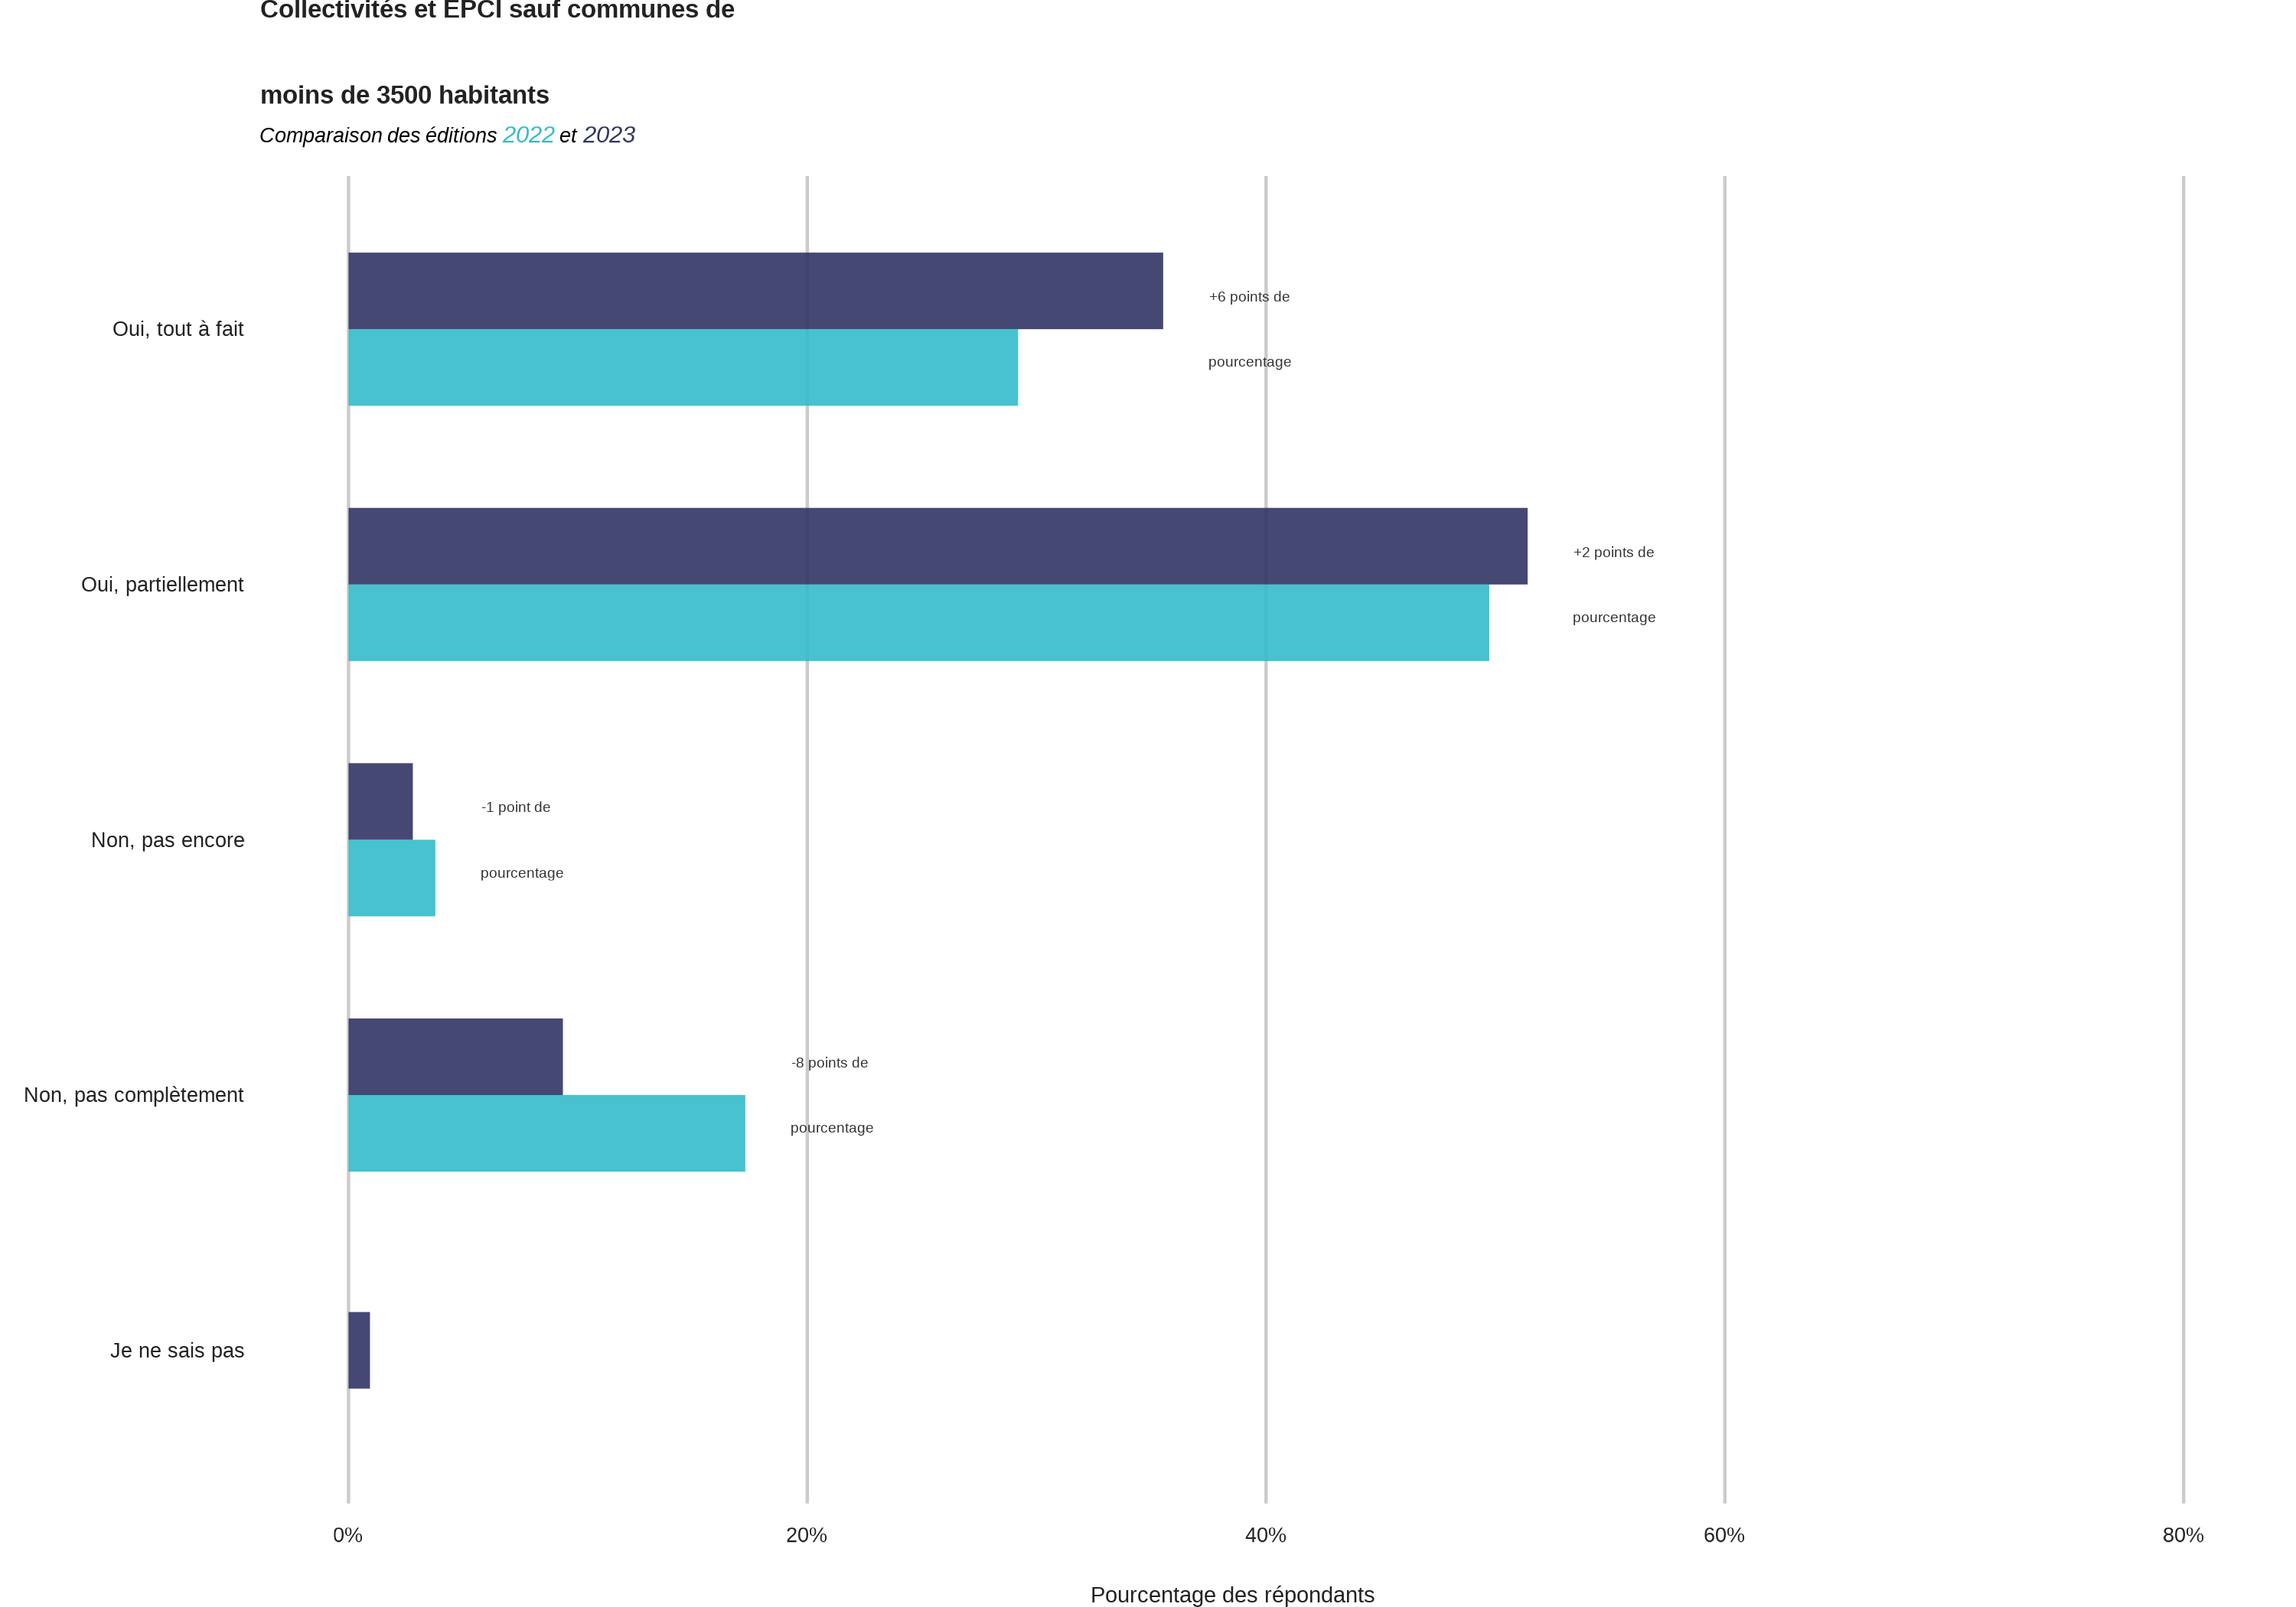 Collectivités et EPCI sauf communes de
moins de 3500 habitants
Comparaison des éditions 2022 et 2023
Oui, tout à fait
+6 points de
pourcentage
Oui, partiellement
+2 points de
pourcentage
Non, pas encore
-1 point de
pourcentage
Non, pas complètement
-8 points de
pourcentage
Je ne sais pas
0%
20%
40%
60%
80%
Pourcentage des répondants